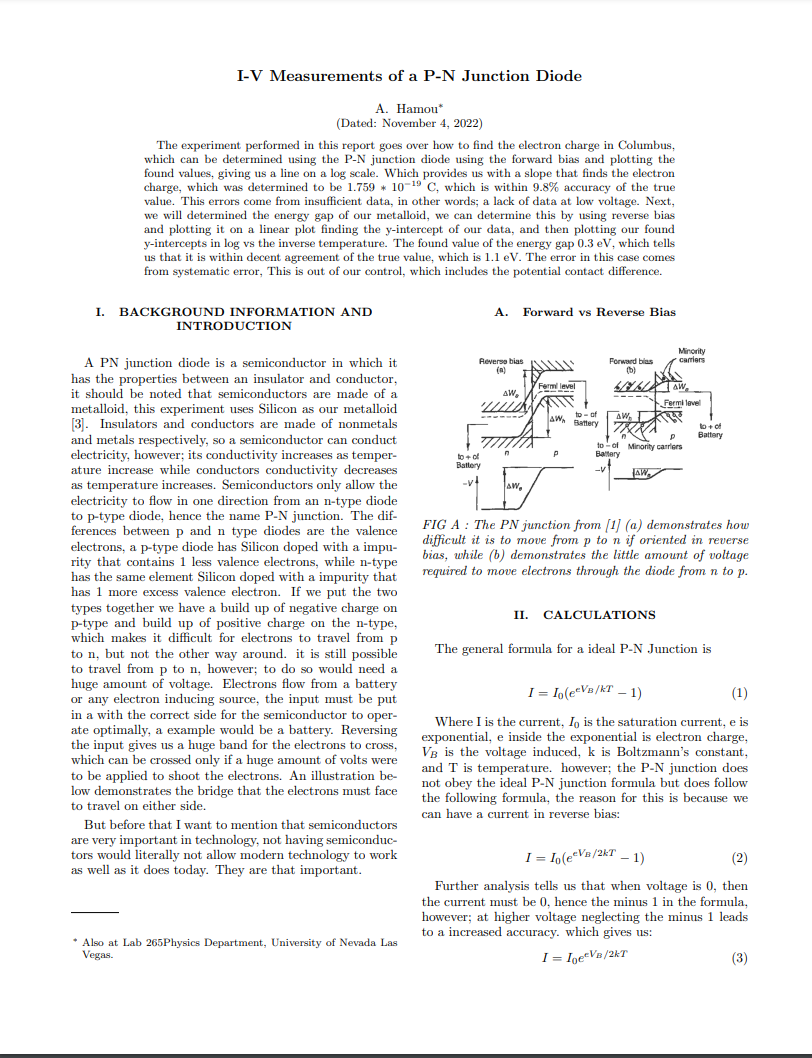 I-V Measurements of a P-N Junction Diode
A. Hamou*
(Dated: November 4, 2022)
The experiment performed in this report goes over how to find the electron charge in Columbus,
which can be determined using the P-N junction diode using the forward bias and plotting the
found values, giving us a line on a log scale. Which provides us with a slope that finds the electron
charge, which was determined to be 1.759 * 10⁻¹⁹ C, which is within 9.8% accuracy of the true
value. This errors come from insufficient data, in other words; a lack of data at low voltage. Next,
we will determined the energy gap of our metalloid, we can determine this by using reverse bias
and plotting it on a linear plot finding the y-intercept of our data, and then plotting our found
y-intercepts in log vs the inverse temperature. The found value of the energy gap 0.3 eV, which tells
us that it is within decent agreement of the true value, which is 1.1 eV. The error in this case comes
from systematic error, This is out of our control, which includes the potential contact difference.
I. BACKGROUND INFORMATION AND
INTRODUCTION
A PN junction diode is a semiconductor in which it
has the properties between an insulator and conductor,
it should be noted that semiconductors are made of a
metalloid, this experiment uses Silicon as our metalloid
[3]. Insulators and conductors are made of nonmetals
and metals respectively, so a semiconductor can conduct
electricity, however; its conductivity increases as temper-
ature increase while conductors conductivity decreases
as temperature increases. Semiconductors only allow the
electricity to flow in one direction from an n-type diode
to p-type diode, hence the name P-N junction. The dif-
ferences between p and n type diodes are the valence
electrons, a p-type diode has Silicon doped with a impu-
rity that contains 1 less valence electrons, while n-type
has the same element Silicon doped with a impurity that
has 1 more excess valence electron. If we put the two
types together we have a build up of negative charge on
p-type and build up of positive charge on the n-type,
which makes it difficult for electrons to travel from p
to n, but not the other way around. it is still possible
to travel from p to n, however; to do so would need a
huge amount of voltage. Electrons flow from a battery
or any electron inducing source, the input must be put
in a with the correct side for the semiconductor to oper-
ate optimally, a example would be a battery. Reversing
the input gives us a huge band for the electrons to cross,
which can be crossed only if a huge amount of volts were
to be applied to shoot the electrons. An illustration be-
low demonstrates the bridge that the electrons must face
to travel on either side.
But before that I want to mention that semiconductors
are very important in technology, not having semiconduc-
tors would literally not allow modern technology to work
as well as it does today. They are that important.
* Also at Lab 265Physics Department, University of Nevada Las
Vegas.
A. Forward vs Reverse Bias
Reverse bias
(a)
Fermi level
ΔWₑ
ΔWₕ
to - of
Battery
n
p
to + of
Battery
-V
ΔWₑ
Forward bias
(b)
Minority
carriers
ΔWₑ
Fermi level
ΔWₑ
n
p
to + of
Battery
to - of
Battery
Minority carriers
-V
ΔWₑ
FIG A : The PN junction from [1] (a) demonstrates how
difficult it is to move from p to n if oriented in reverse
bias, while (b) demonstrates the little amount of voltage
required to move electrons through the diode from n to p.
II. CALCULATIONS
The general formula for a ideal P-N Junction is
I = I₀(e^{eV_B/kT} − 1) (1)
Where I is the current, I₀ is the saturation current, e is
exponential, e inside the exponential is electron charge,
V_B is the voltage induced, k is Boltzmann's constant,
and T is temperature. however; the P-N junction does
not obey the ideal P-N junction formula but does follow
the following formula, the reason for this is because we
can have a current in reverse bias:
I = I₀(e^{eV_B/2kT} − 1) (2)
Further analysis tells us that when voltage is 0, then
the current must be 0, hence the minus 1 in the formula,
however; at higher voltage neglecting the minus 1 leads
to a increased accuracy. which gives us:
I = I₀e^{eV_B/2kT} (3)